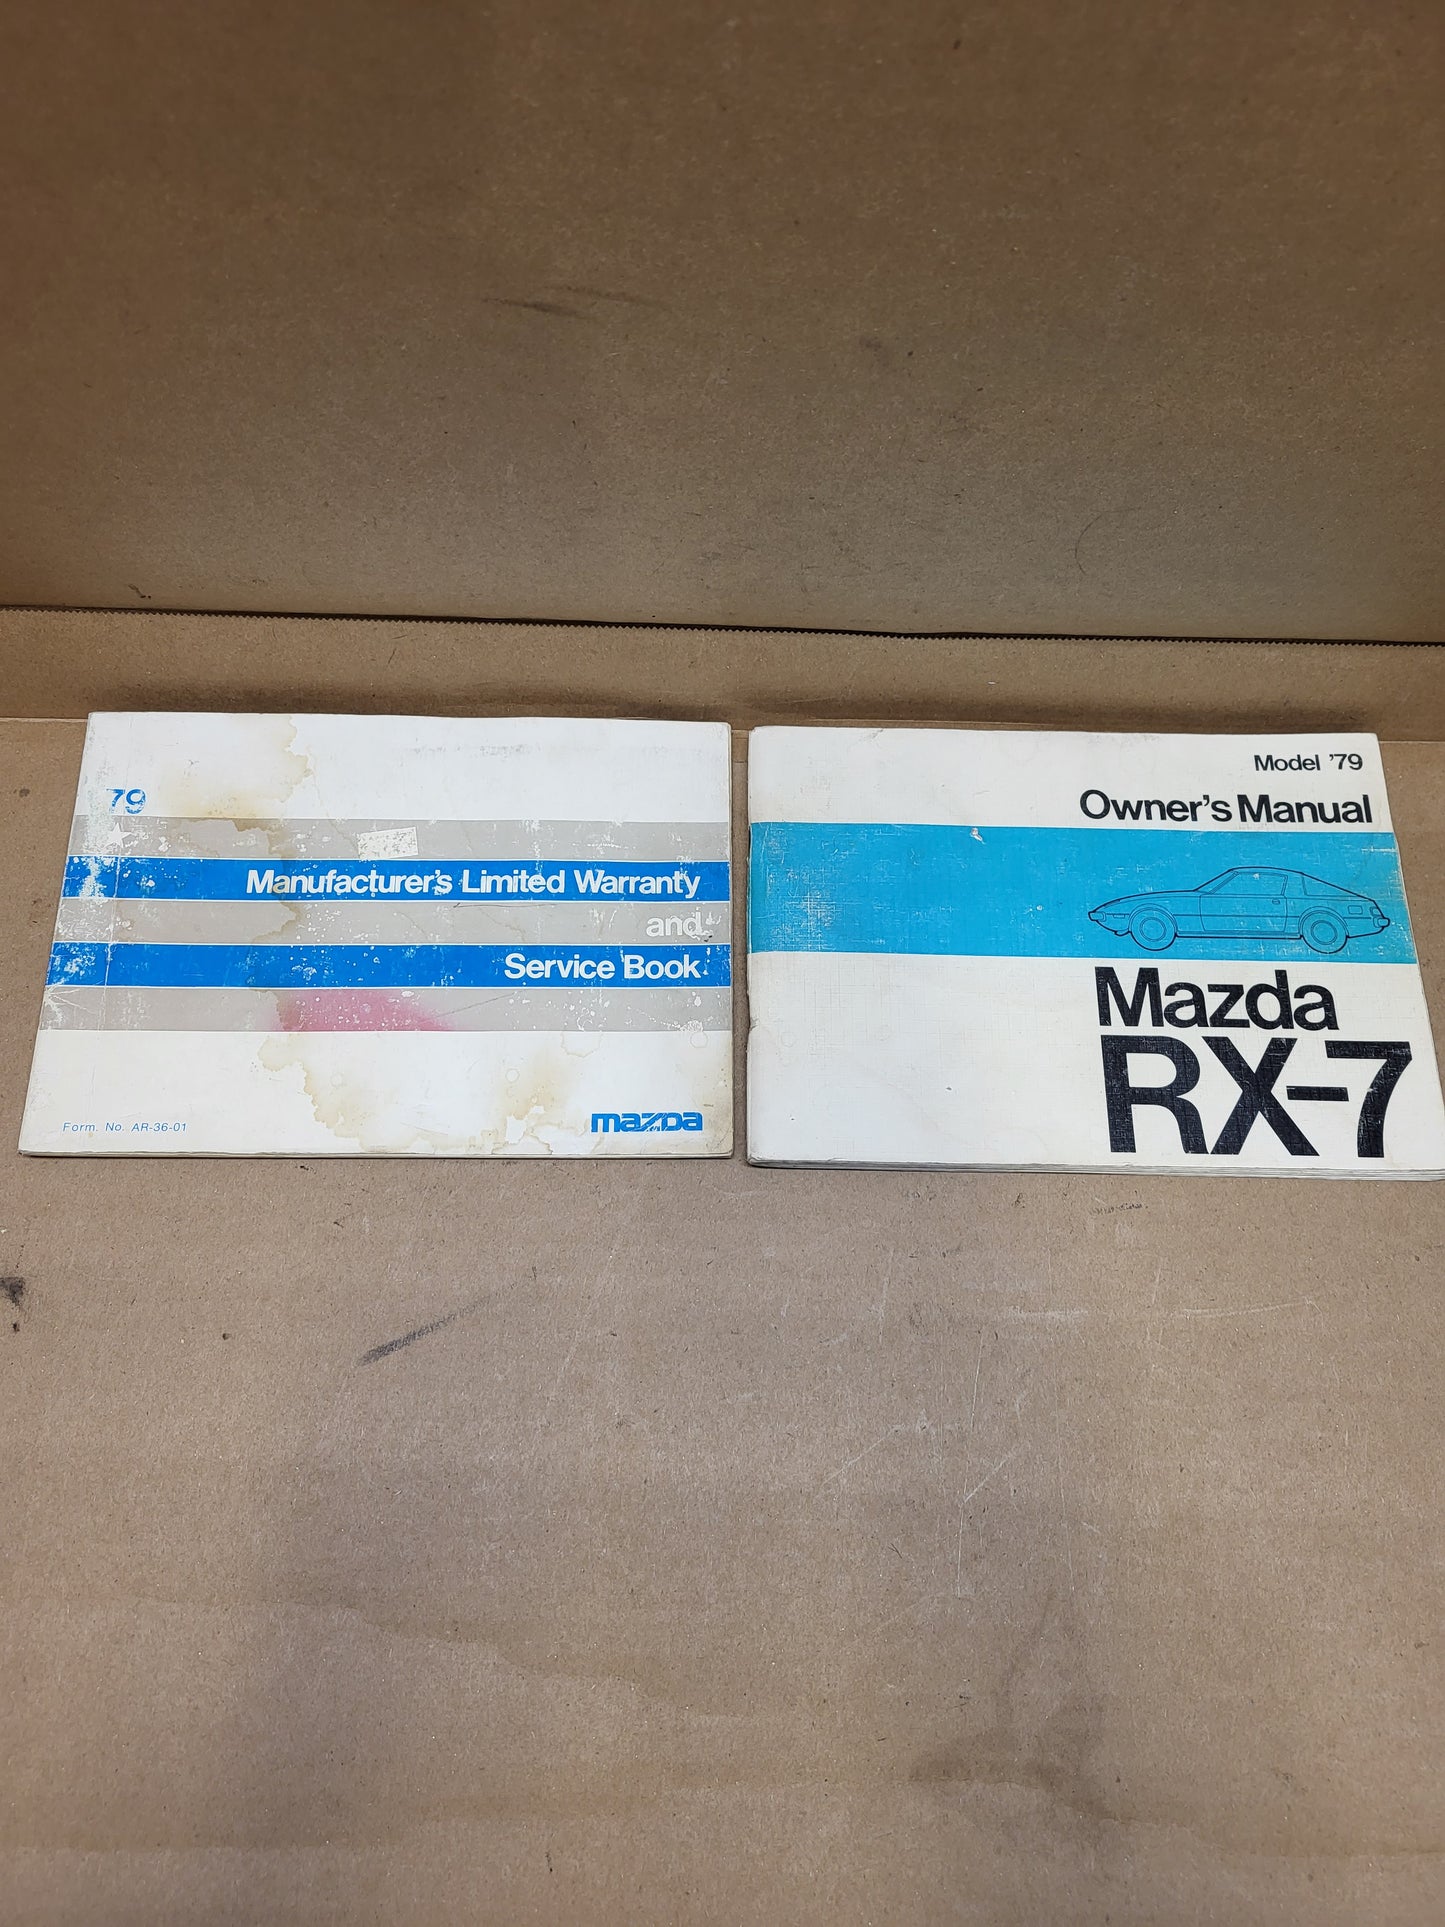 79
Manufacturer's Limited Warranty
and
Service Book
Form. No. AR-36-01
mazda
Model '79
Owner's Manual
Mazda
RX-7